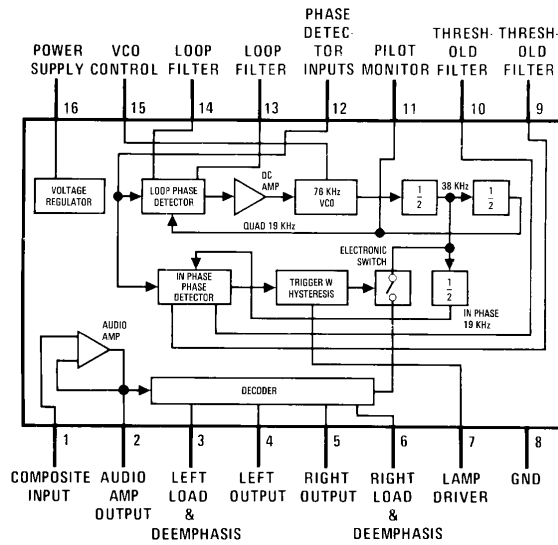 POWER SUPPLY
VCO CONTROL
LOOP FILTER
LOOP FILTER
PHASE DETEC- TOR INPUTS
PILOT MONITOR
THRESH- OLD FILTER
THRESH- OLD FILTER
16
15
14
13
12
11
10
9
VOLTAGE REGULATOR
LOOP PHASE DETECTOR
DC AMP
76 KHz VCO
1/2
38 KHz
1/2
QUAD 19 KHz
ELECTRONIC SWITCH
IN PHASE PHASE DETECTOR
TRIGGER W HYSTERESIS
1/2
IN PHASE 19 KHz
AUDIO AMP
DECODER
1
2
3
4
5
6
7
8
COMPOSITE INPUT
AUDIO AMP OUTPUT
LEFT LOAD & DEEMPHASIS
LEFT OUTPUT
RIGHT OUTPUT
RIGHT LOAD & DEEMPHASIS
LAMP DRIVER
GND